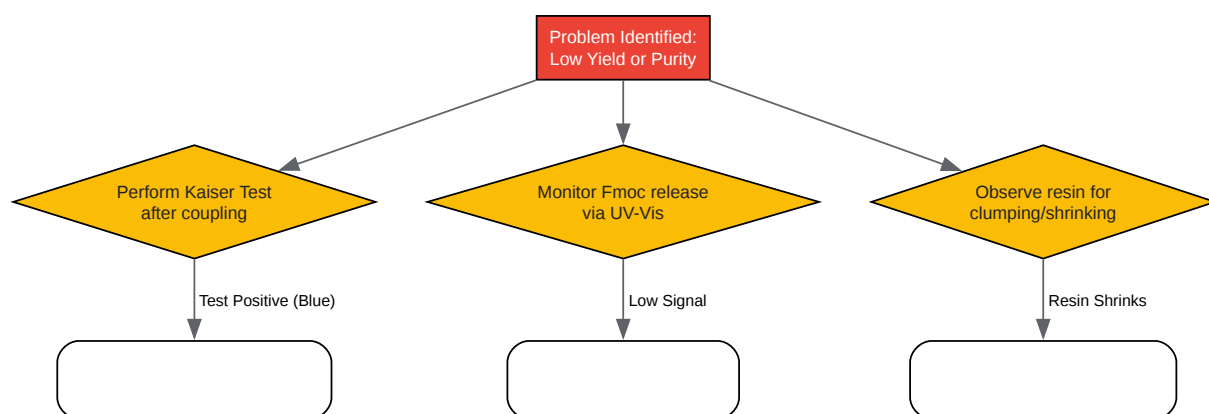 Problem Identified:
Low Yield or Purity
Perform Kaiser Test
after coupling
Monitor Fmoc release
via UV-Vis
Observe resin for
clumping/shrinking
Test Positive (Blue)
Low Signal
Resin Shrinks